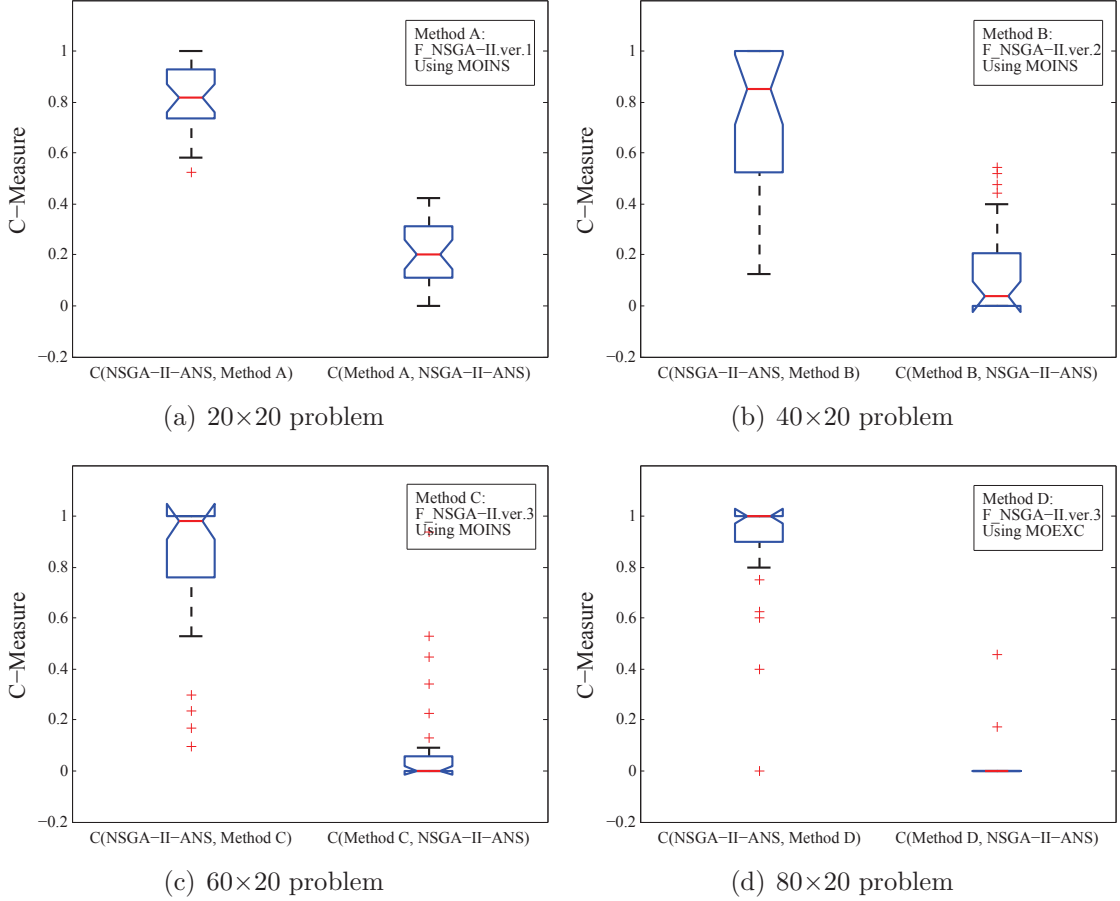 Method A:
F_NSGA-II.ver.1
Using MOINS
C-Measure
1
0.8
0.6
0.4
0.2
0
-0.2
C(NSGA-II-ANS, Method A)
C(Method A, NSGA-II-ANS)
(a) 20×20 problem
Method B:
F_NSGA-II.ver.2
Using MOINS
C-Measure
1
0.8
0.6
0.4
0.2
0
-0.2
C(NSGA-II-ANS, Method B)
C(Method B, NSGA-II-ANS)
(b) 40×20 problem
Method C:
F_NSGA-II.ver.3
Using MOINS
C-Measure
1
0.8
0.6
0.4
0.2
0
-0.2
C(NSGA-II-ANS, Method C)
C(Method C, NSGA-II-ANS)
(c) 60×20 problem
Method D:
F_NSGA-II.ver.3
Using MOEXC
C-Measure
1
0.8
0.6
0.4
0.2
0
-0.2
C(NSGA-II-ANS, Method D)
C(Method D, NSGA-II-ANS)
(d) 80×20 problem